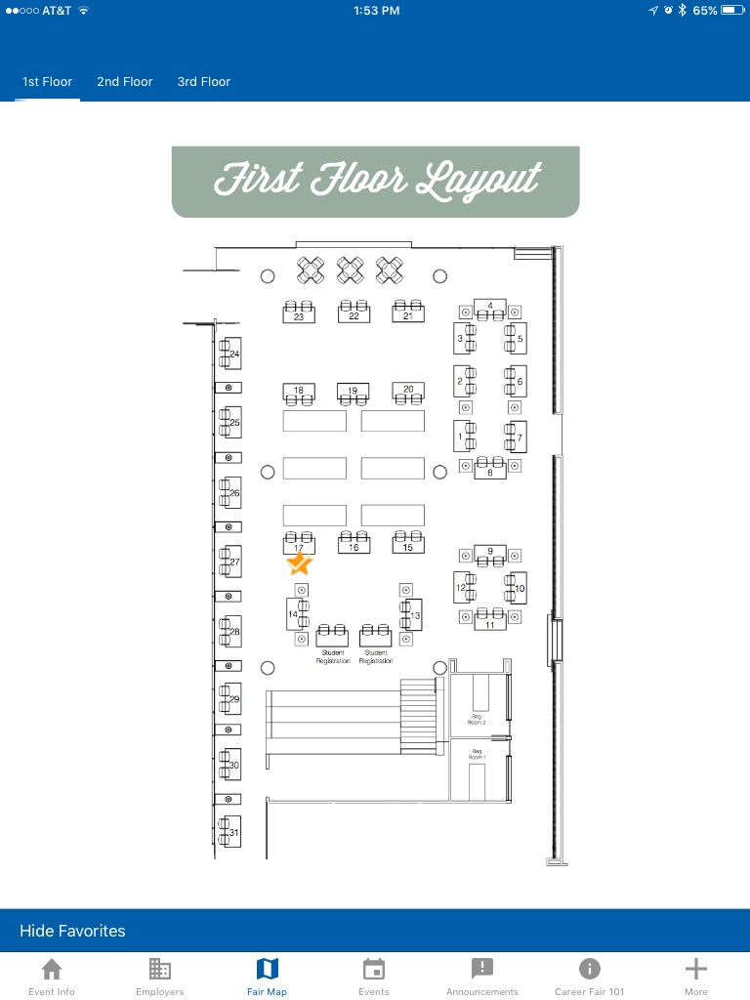 AT&T 1:53 PM 65%
1st Floor 2nd Floor 3rd Floor
First Floor Layout
23 22 21
4
3 5
24
2 6
18 19 20
25
1 7
8
26
17 16 15
9
27
12 10
14 13
11
28
Student Registration
Student Registration
29
Bag
Room 2
Bag
Room 1
30
31
Hide Favorites
Event Info Employers Fair Map Events Announcements Career Fair 101 More